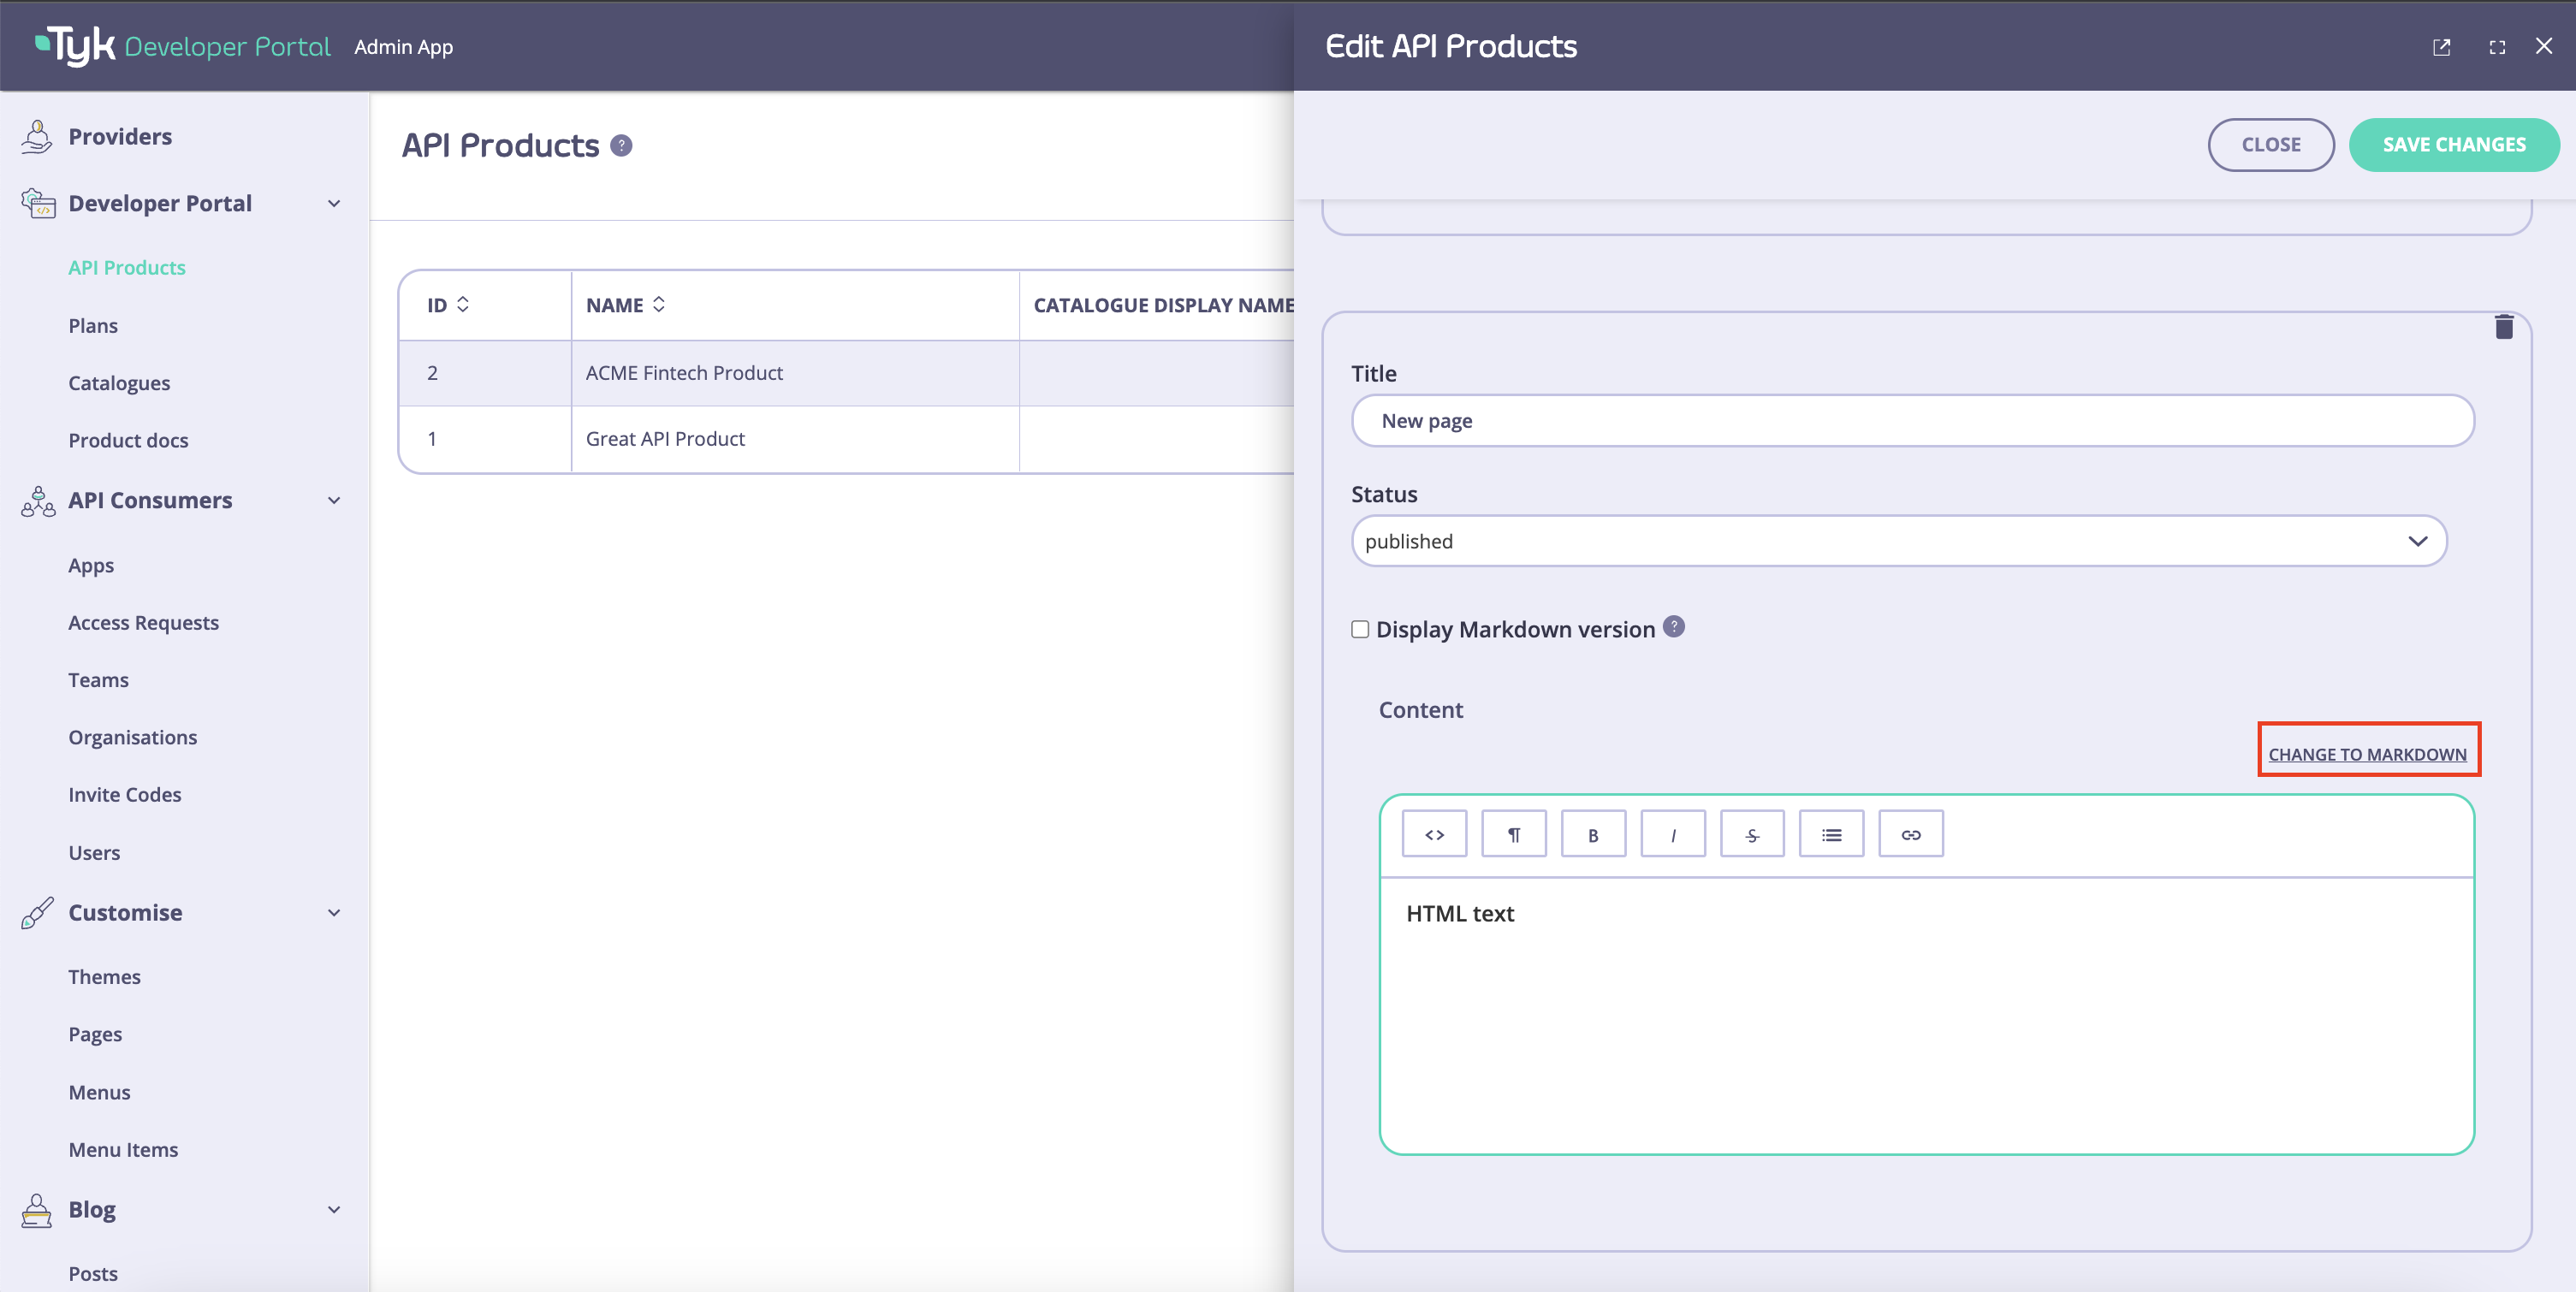 Tyk Developer Portal Admin App
Edit API Products
Providers
Developer Portal
API Products
Plans
Catalogues
Product docs
API Consumers
Apps
Access Requests
Teams
Organisations
Invite Codes
Users
Customise
Themes
Pages
Menus
Menu Items
Blog
Posts
API Products ?
ID NAME CATALOGUE DISPLAY NAME
2 ACME Fintech Product
1 Great API Product
CLOSE SAVE CHANGES
Title
New page
Status
published
Display Markdown version ?
Content
CHANGE TO MARKDOWN
<> ¶ B I S
HTML text